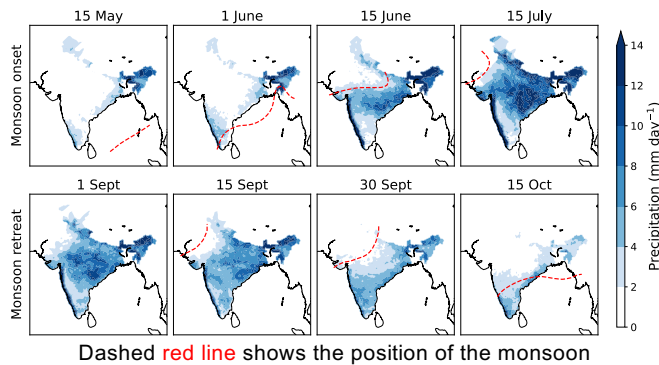 15 May
1 June
15 June
15 July
Monsoon onset
1 Sept
15 Sept
30 Sept
15 Oct
Monsoon retreat
14
12
10
8
6
4
2
0
Precipitation (mm day⁻¹)
Dashed red line shows the position of the monsoon